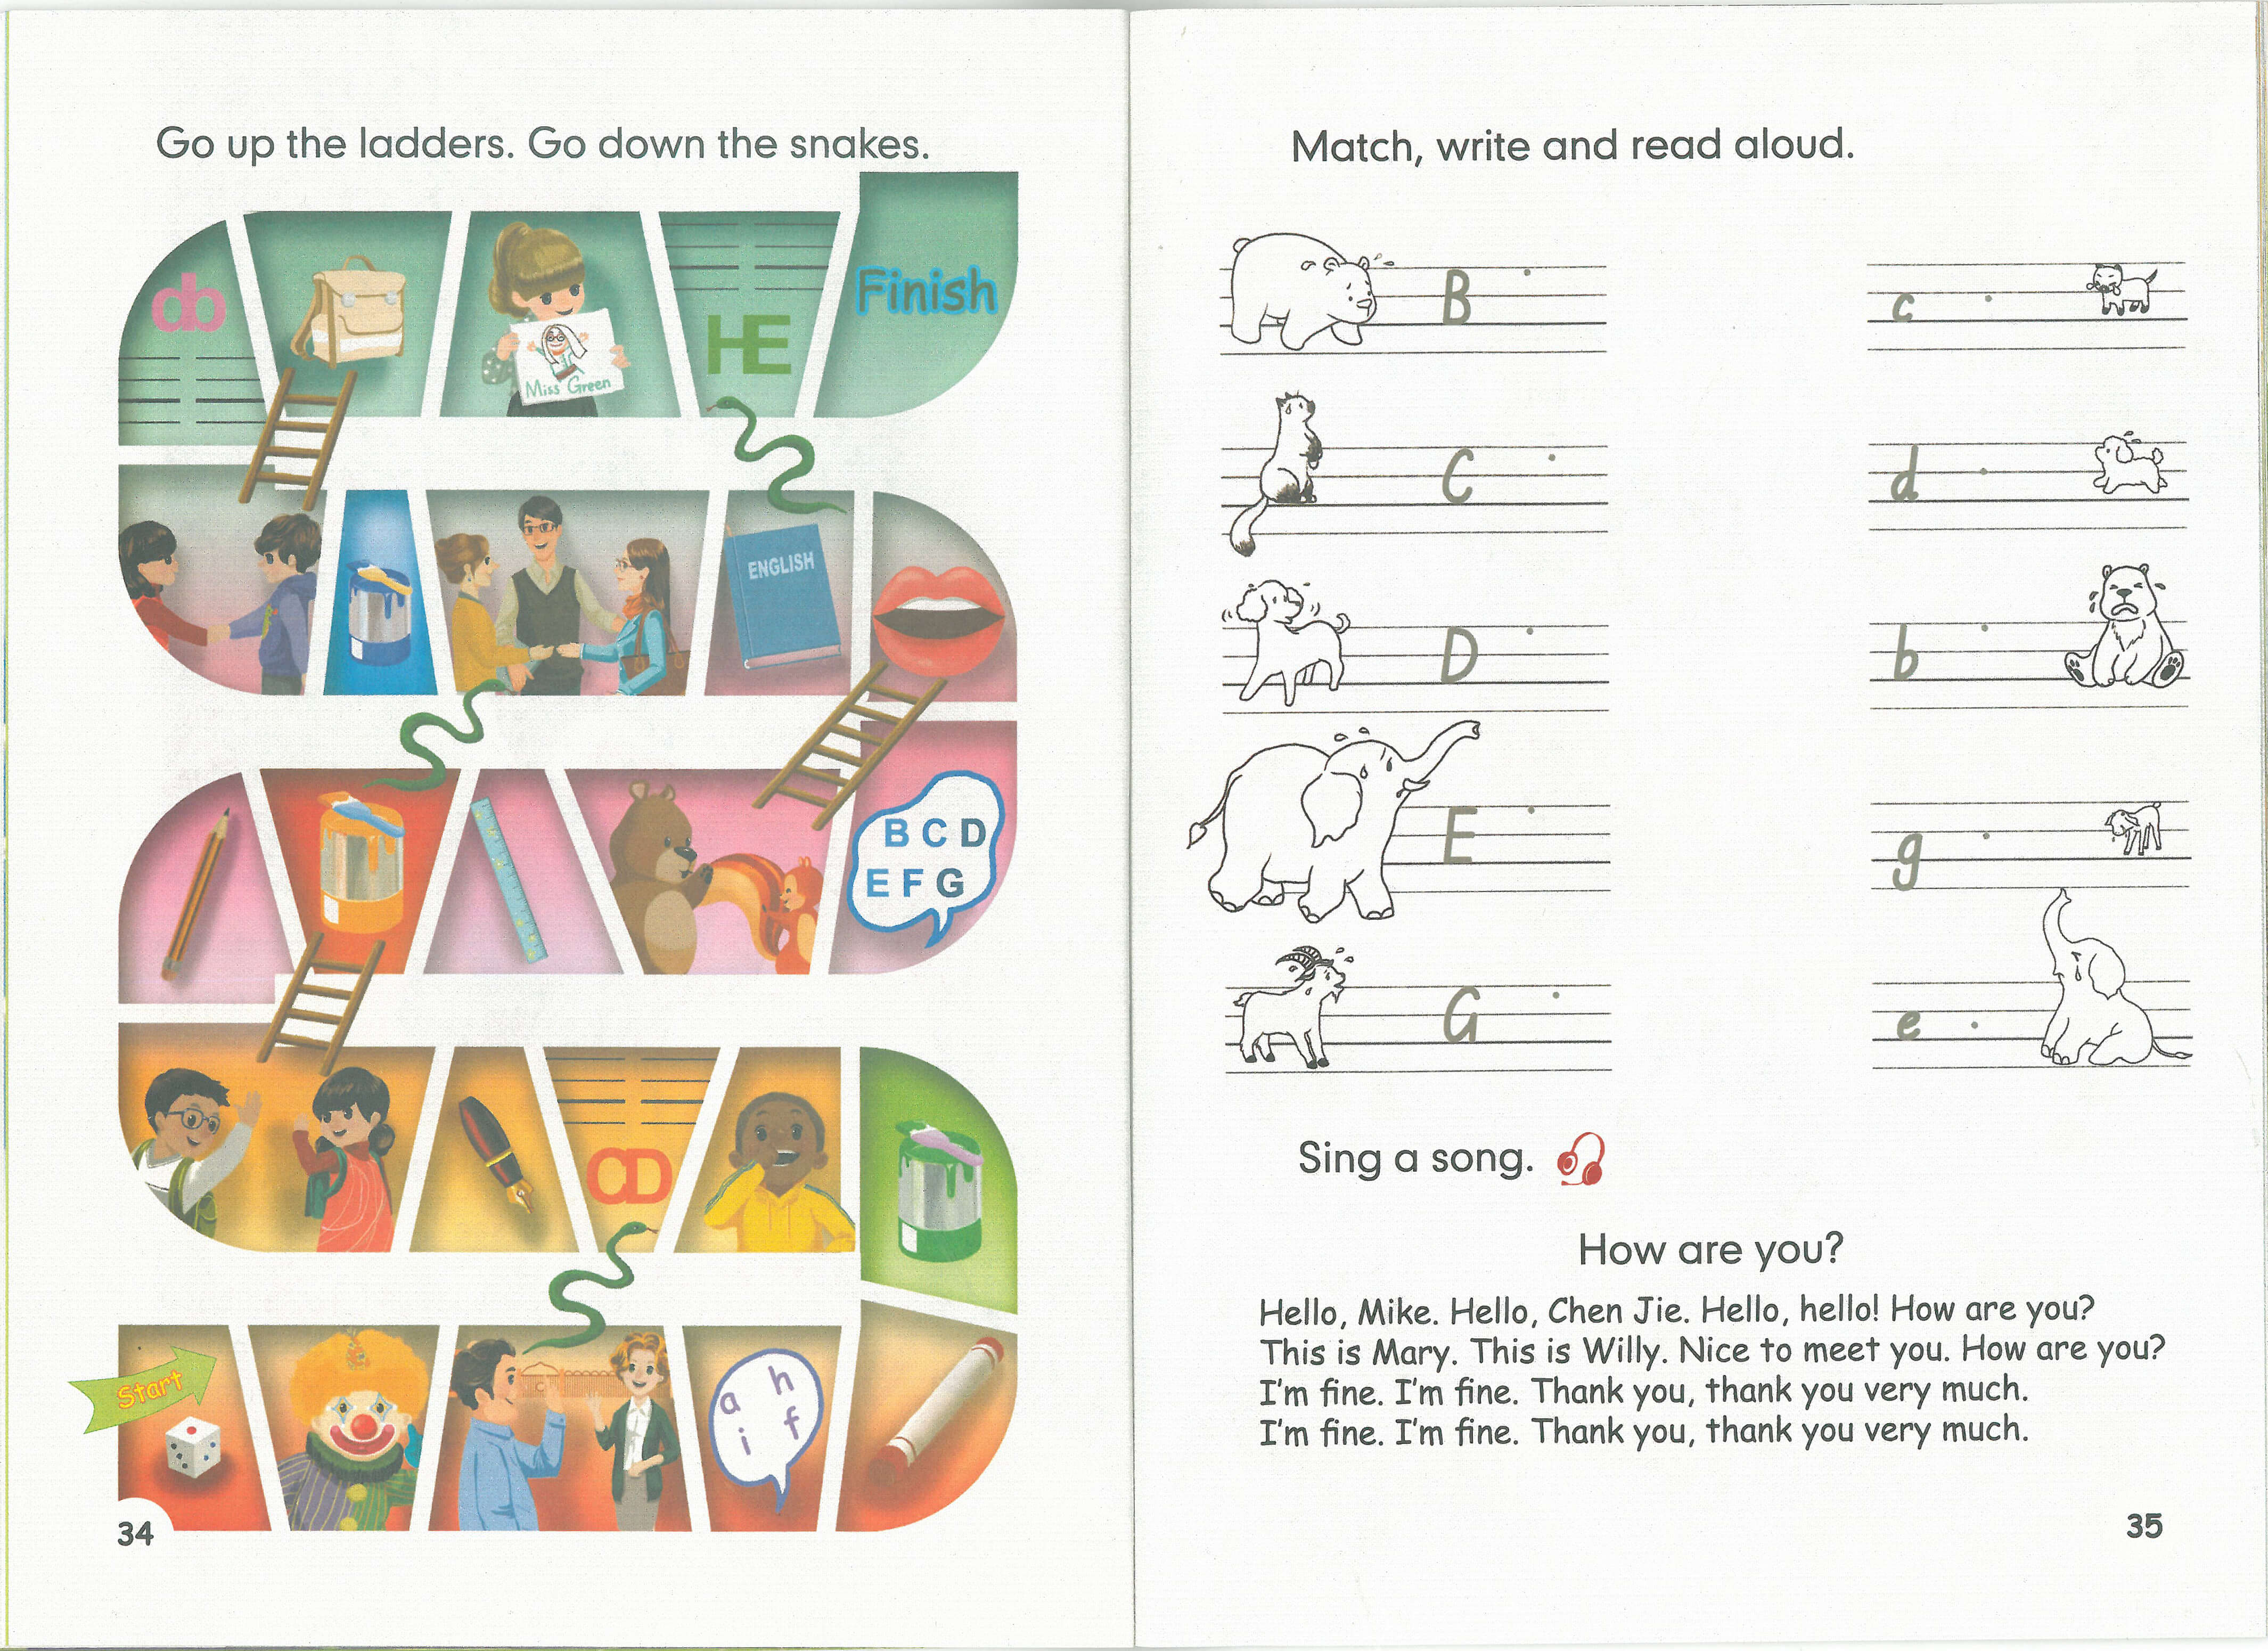 Go up the ladders. Go down the snakes.
db
Miss Green
HE
Finish
ENGLISH
B C D
E F G
CD
Start
a h
i f
34
Match, write and read aloud.
B
c
C
d
D
b
E
g
G
e
Sing a song.
How are you?
Hello, Mike. Hello, Chen Jie. Hello, hello! How are you?
This is Mary. This is Willy. Nice to meet you. How are you?
I'm fine. I'm fine. Thank you, thank you very much.
I'm fine. I'm fine. Thank you, thank you very much.
35